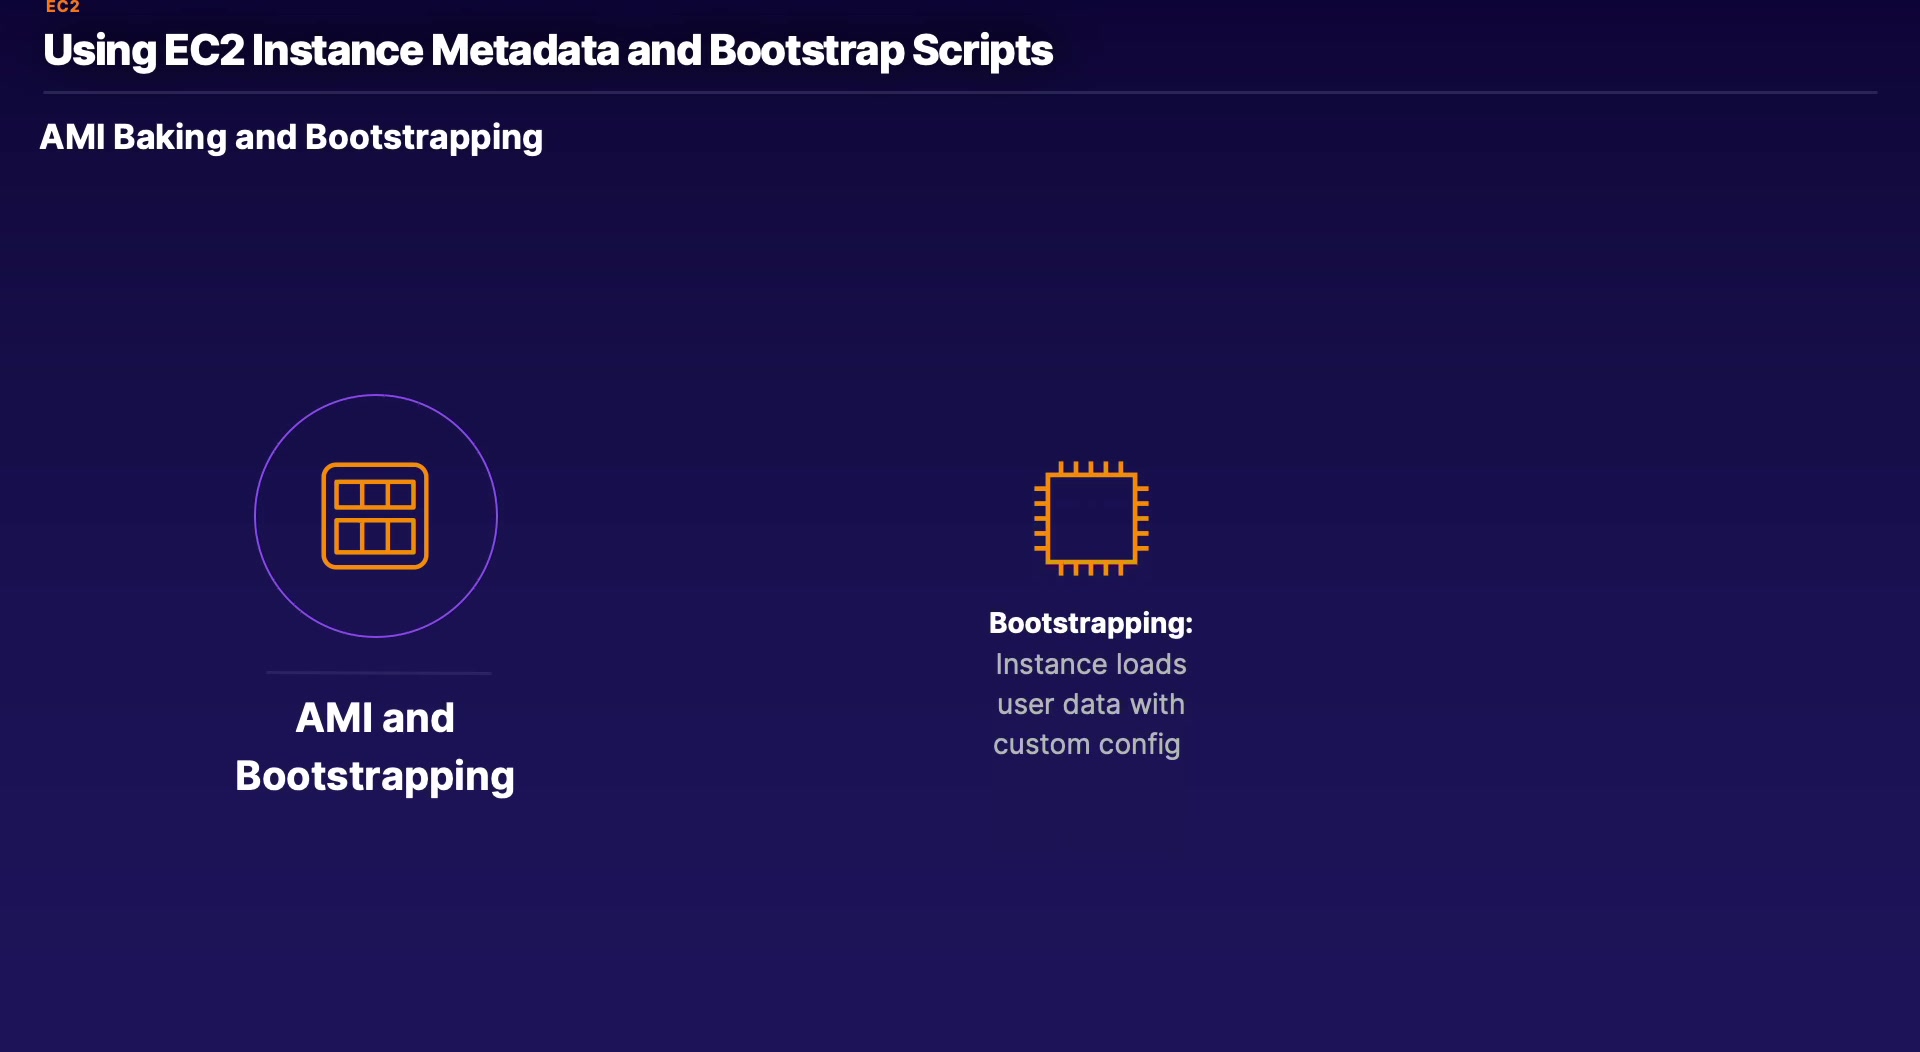 EC2
Using EC2 Instance Metadata and Bootstrap Scripts
AMI Baking and Bootstrapping
AMI and
Bootstrapping
Bootstrapping:
Instance loads
user data with
custom config